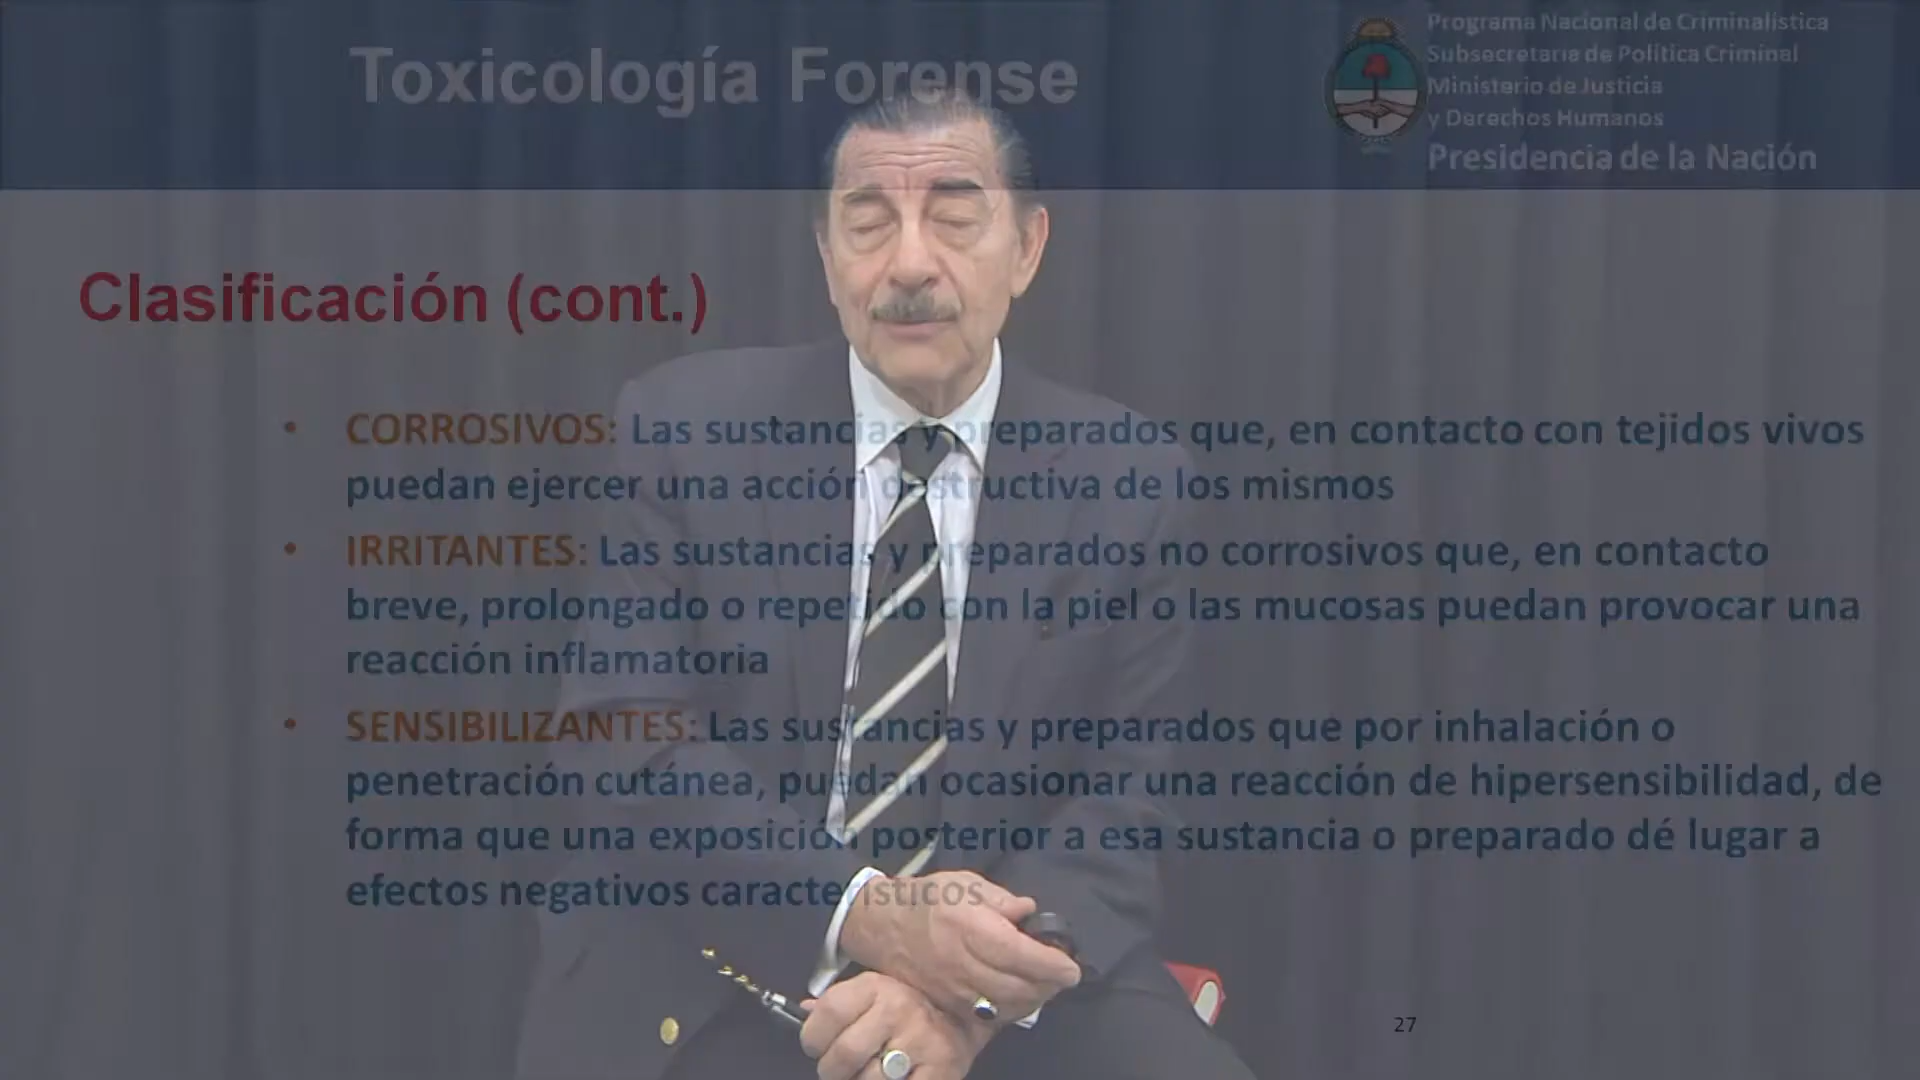 Toxicología Forense
Programa Nacional de Criminalística
Subsecretaria de Política Criminal
Ministerio de Justicia
y Derechos Humanos
Presidencia de la Nación
Clasificación (cont.)
• CORROSIVOS: Las sustancias y preparados que, en contacto con tejidos vivos
puedan ejercer una acción destructiva de los mismos
• IRRITANTES: Las sustancias y preparados no corrosivos que, en contacto
breve, prolongado o repetido con la piel o las mucosas puedan provocar una
reacción inflamatoria
• SENSIBILIZANTES: Las sustancias y preparados que por inhalación o
penetración cutánea, puedan ocasionar una reacción de hipersensibilidad, de
forma que una exposición posterior a esa sustancia o preparado dé lugar a
efectos negativos característicos
27